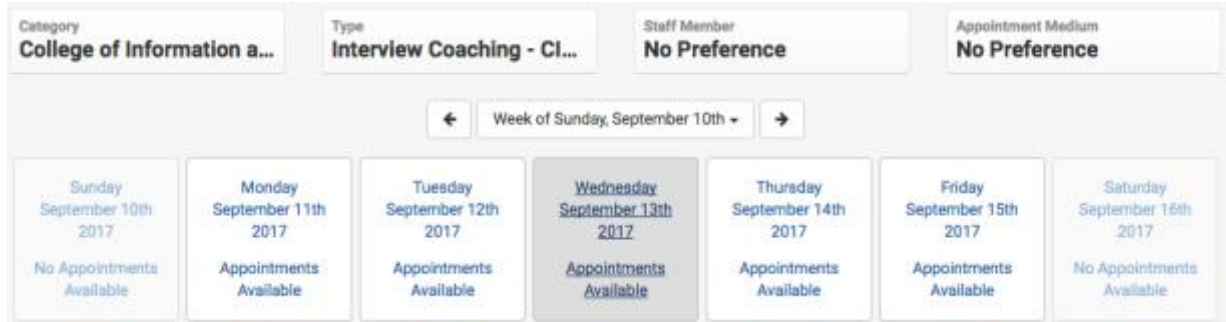 Category
College of Information a...
Type
Interview Coaching - CI...
Staff Member
No Preference
Appointment Medium
No Preference
Week of Sunday, September 10th
Sunday
September 10th
2017
No Appointments
Available
Monday
September 11th
2017
Appointments
Available
Tuesday
September 12th
2017
Appointments
Available
Wednesday
September 13th
2017
Appointments
Available
Thursday
September 14th
2017
Appointments
Available
Friday
September 15th
2017
Appointments
Available
Saturday
September 16th
2017
No Appointments
Available